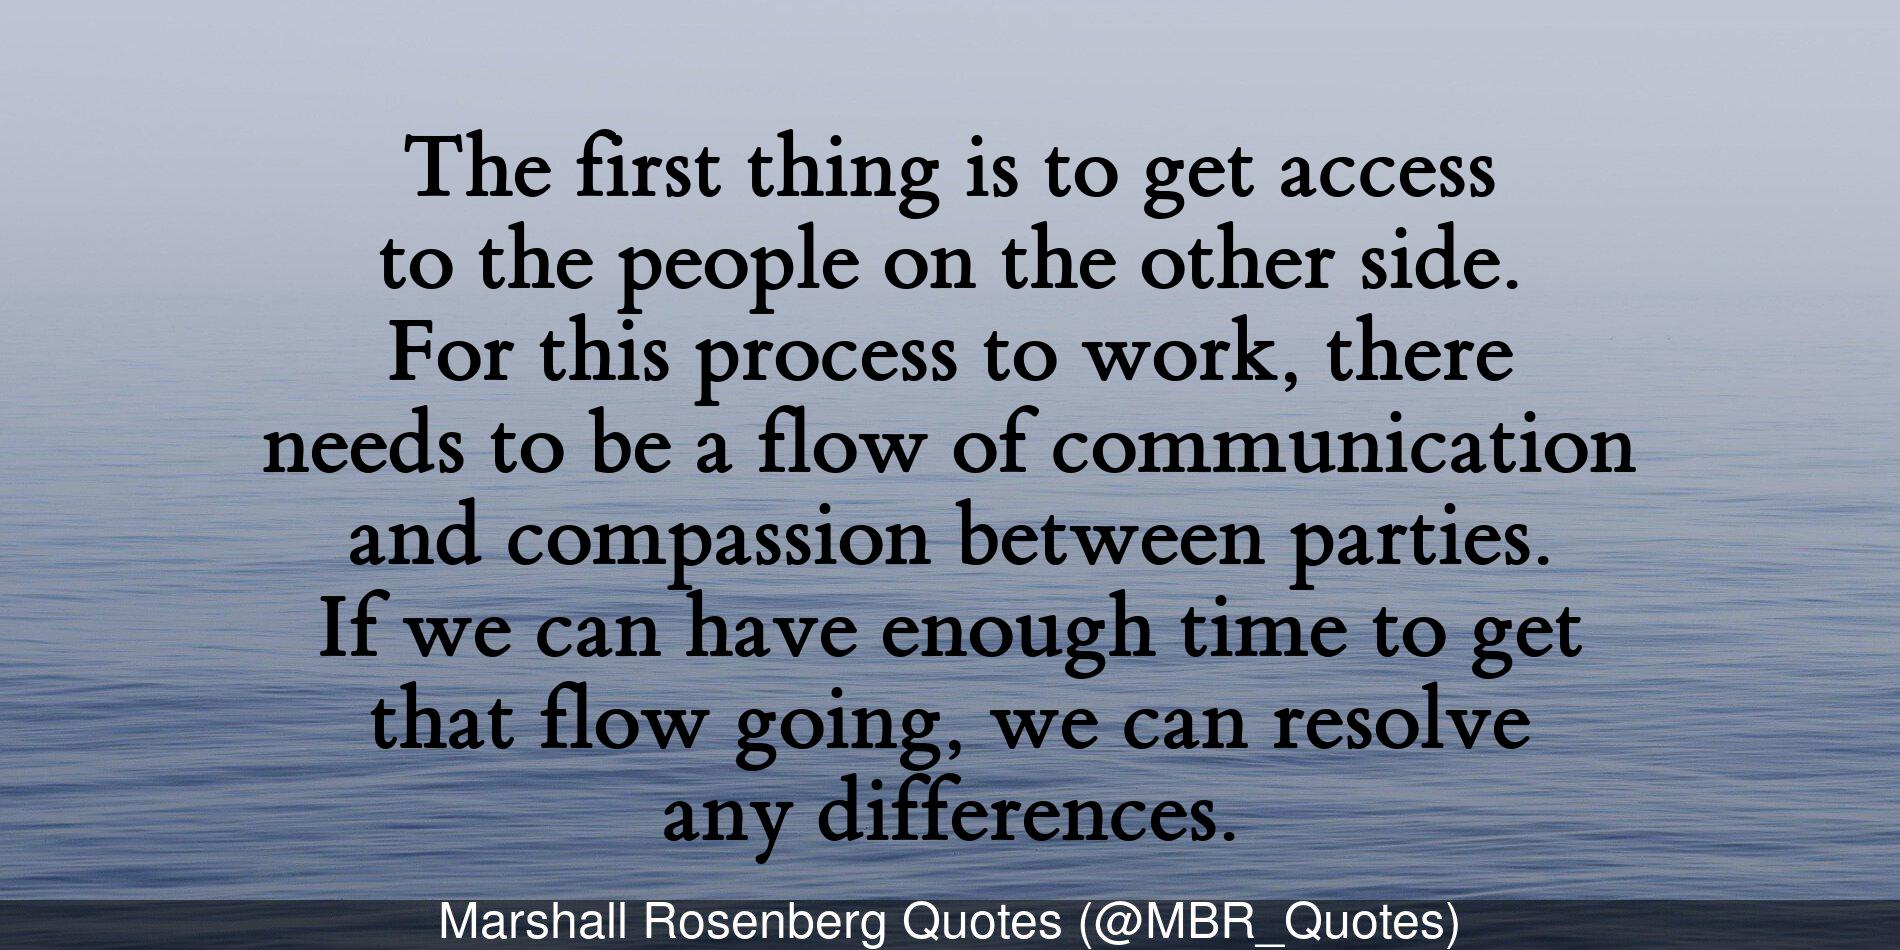 The first thing is to get access
to the people on the other side.
For this process to work, there
needs to be a flow of communication
and compassion between parties.
If we can have enough time to get
that flow going, we can resolve
any differences.
Marshall Rosenberg Quotes (@MBR_Quotes)